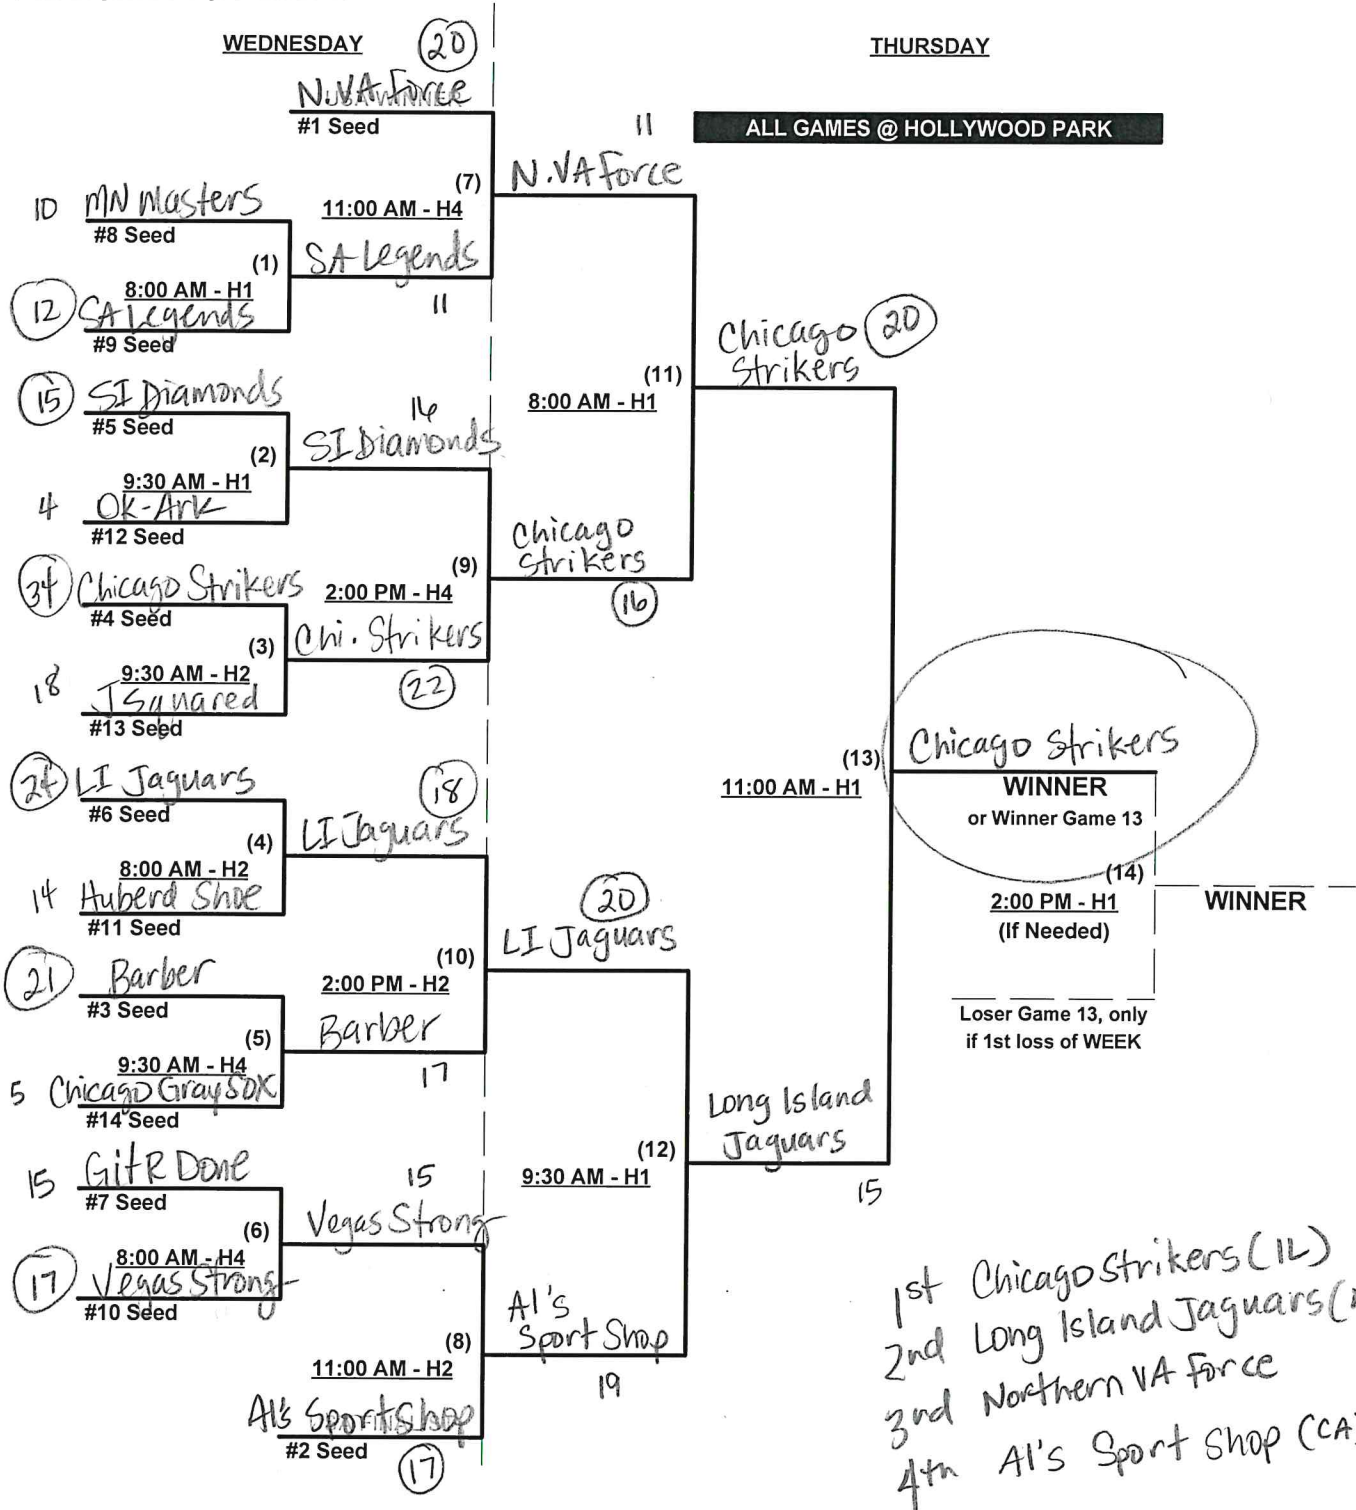 WEDNESDAY
20
THURSDAY
N.VA Force
#1 Seed
11
ALL GAMES @ HOLLYWOOD PARK
(7)
11:00 AM - H4
N.VA Force
10 MN Masters
#8 Seed
(1)
8:00 AM - H1
SA Legends
11
12 SA Legends
#9 Seed
Chicago Strikers 20
15 SI Diamonds
#5 Seed
(11)
8:00 AM - H1
16
SI Diamonds
(2)
9:30 AM - H1
4 Ok-Ark
#12 Seed
Chicago
Strikers
16
34 Chicago Strikers
#4 Seed
(9)
2:00 PM - H4
(3)
9:30 AM - H2
Chi. Strikers
22
18 J Squared
#13 Seed
Chicago Strikers
WINNER
or Winner Game 13
(13)
11:00 AM - H1
24 LI Jaguars
#6 Seed
18
LI Jaguars
(4)
8:00 AM - H2
14 Huberd Shoe
#11 Seed
(14)
2:00 PM - H1
(If Needed)
WINNER
20
LI Jaguars
21 Barber
#3 Seed
(10)
2:00 PM - H2
Loser Game 13, only
if 1st loss of WEEK
(5)
9:30 AM - H4
Barber
17
5 Chicago Gray SOX
#14 Seed
Long Island
Jaguars
15
(12)
9:30 AM - H1
15 GitR Done
#7 Seed
15
Vegas Strong
(6)
8:00 AM - H4
17 Vegas Strong
#10 Seed
Al's
Sport Shop
19
(8)
11:00 AM - H2
Al's Sport Shop
#2 Seed
17
1st Chicago Strikers (IL)
2nd Long Island Jaguars (
3rd Northern VA Force
4th Al's Sport Shop (CA)